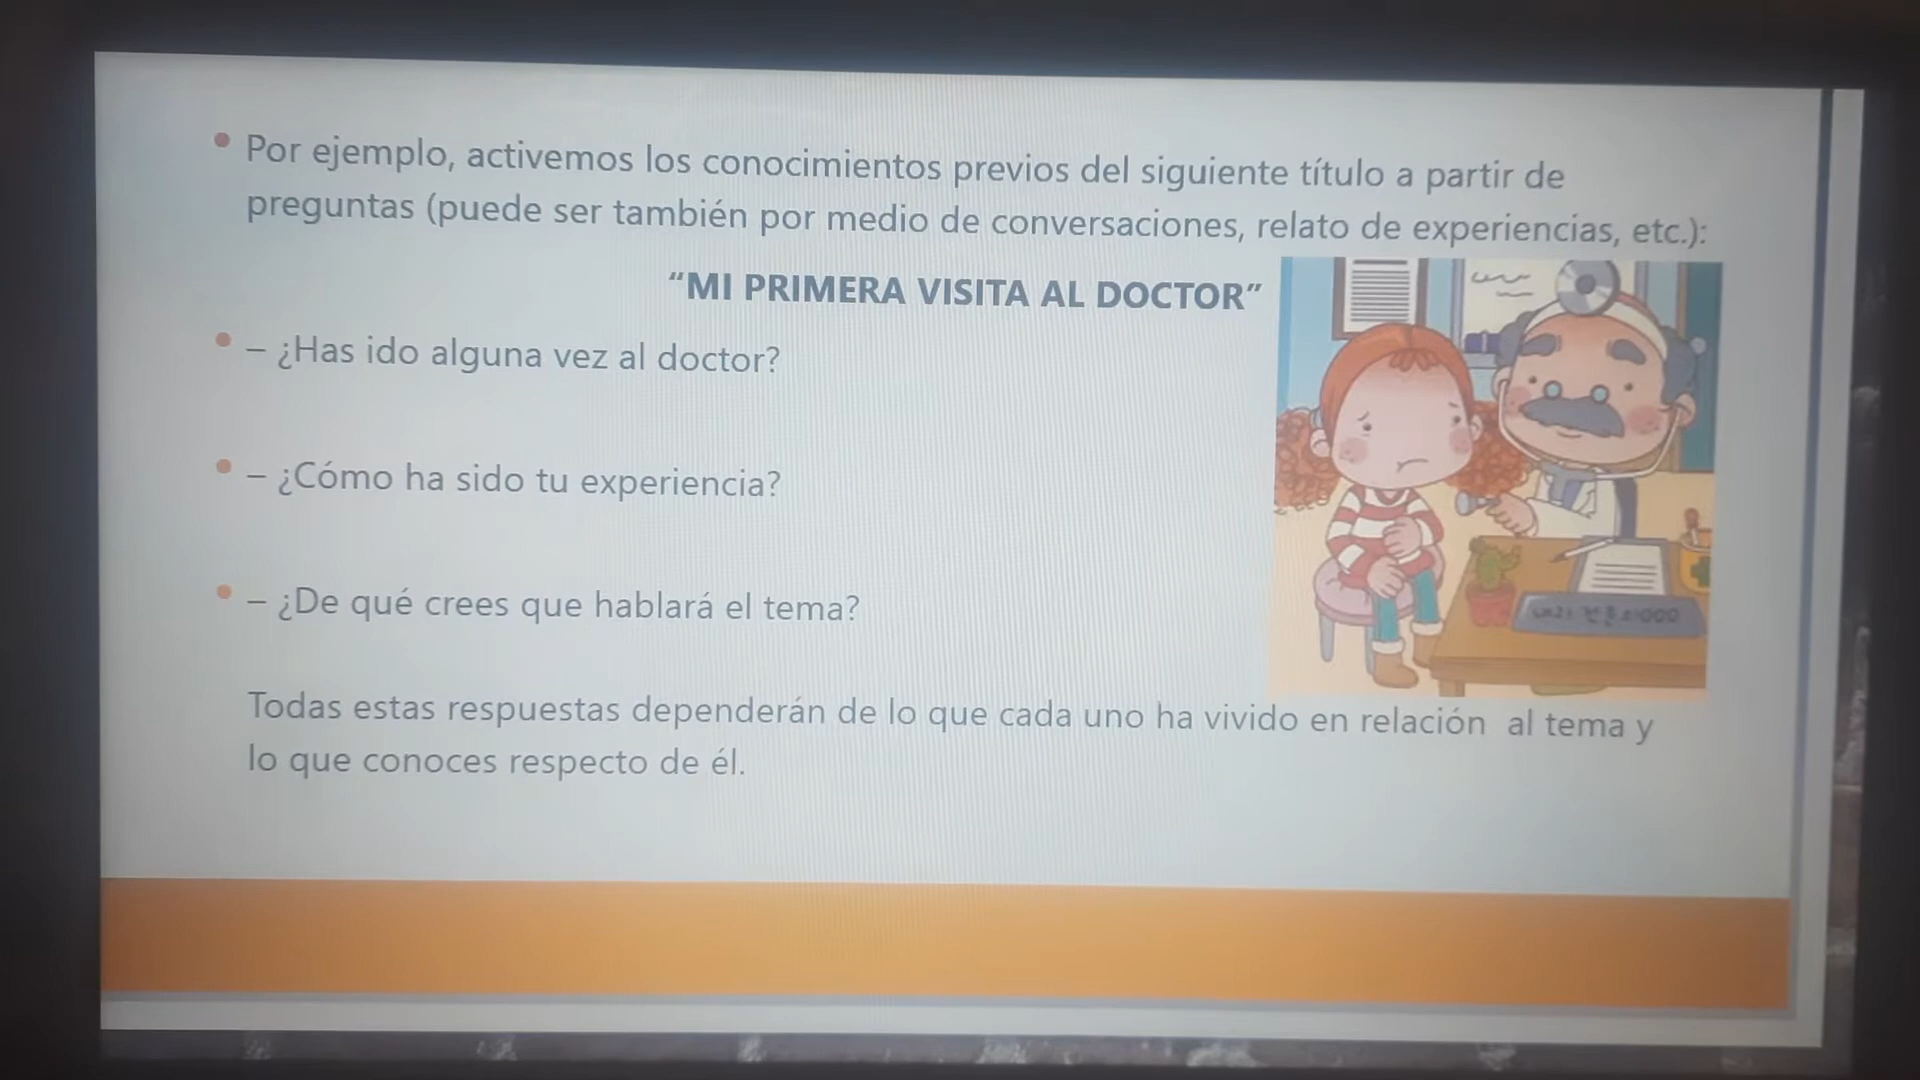 • Por ejemplo, activemos los conocimientos previos del siguiente título a partir de
preguntas (puede ser también por medio de conversaciones, relato de experiencias, etc.):
“MI PRIMERA VISITA AL DOCTOR”
• – ¿Has ido alguna vez al doctor?
• – ¿Cómo ha sido tu experiencia?
• – ¿De qué crees que hablará el tema?
Todas estas respuestas dependerán de lo que cada uno ha vivido en relación al tema y
lo que conoces respecto de él.